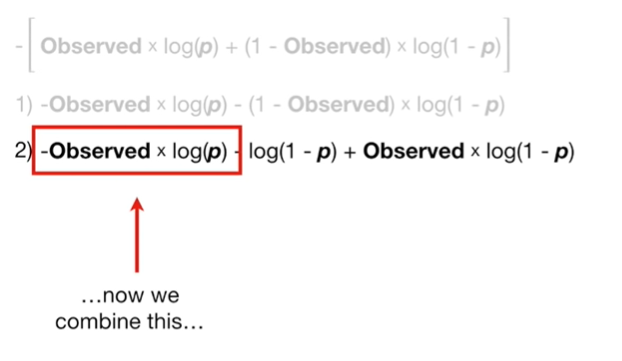 -[Observed × log(p) + (1 - Observed) × log(1 - p)]
1) -Observed × log(p) - (1 - Observed) × log(1 - p)
2) -Observed × log(p) - log(1 - p) + Observed × log(1 - p)
…now we
combine this…